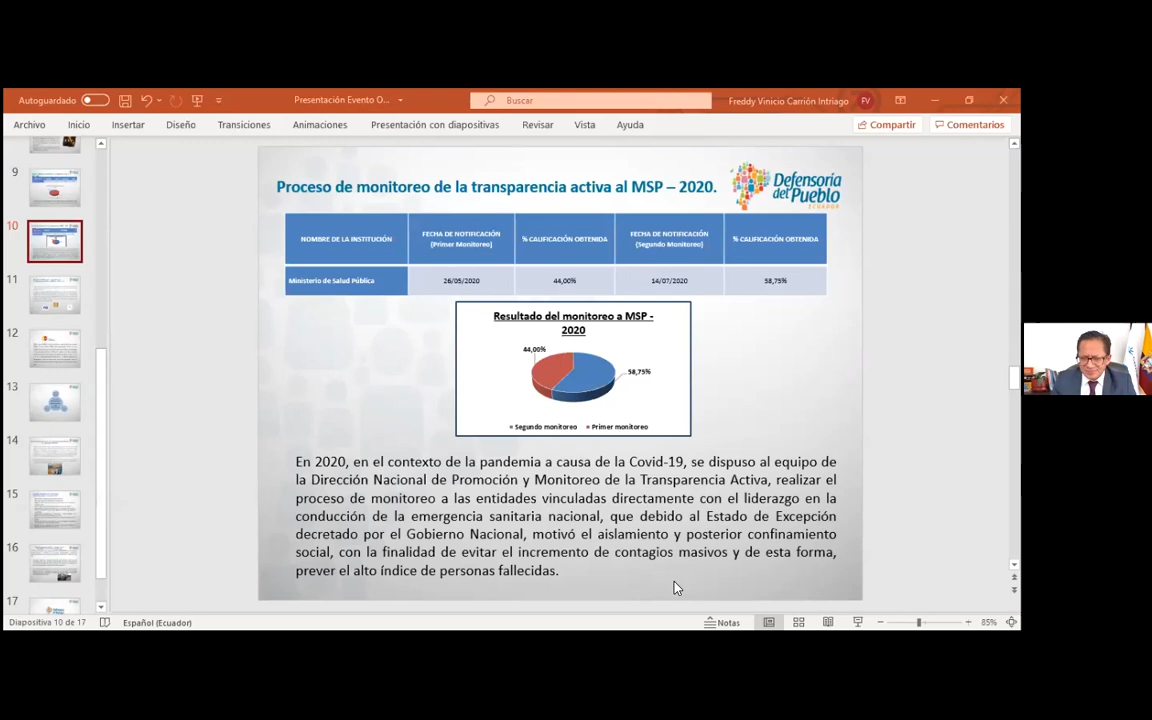 Autoguardado
Presentación Evento O...
Buscar
Freddy Vinicio Carrión Intriago
FV
Archivo
Inicio
Insertar
Diseño
Transiciones
Animaciones
Presentación con diapositivas
Revisar
Vista
Ayuda
Compartir
Comentarios
9
10
11
12
13
14
15
16
17
Proceso de monitoreo de la transparencia activa al MSP – 2020.
Defensoría
del Pueblo
ECUADOR
NOMBRE DE LA INSTITUCIÓN
FECHA DE NOTIFICACIÓN
(Primer Monitoreo)
% CALIFICACIÓN OBTENIDA
FECHA DE NOTIFICACIÓN
(Segundo Monitoreo)
% CALIFICACIÓN OBTENIDA
Ministerio de Salud Pública
26/05/2020
44,00%
14/07/2020
58,75%
Resultado del monitoreo a MSP -
2020
44,00%
58,75%
Segundo monitoreo
Primer monitoreo
En 2020, en el contexto de la pandemia a causa de la Covid-19, se dispuso al equipo de
la Dirección Nacional de Promoción y Monitoreo de la Transparencia Activa, realizar el
proceso de monitoreo a las entidades vinculadas directamente con el liderazgo en la
conducción de la emergencia sanitaria nacional, que debido al Estado de Excepción
decretado por el Gobierno Nacional, motivó el aislamiento y posterior confinamiento
social, con la finalidad de evitar el incremento de contagios masivos y de esta forma,
prever el alto índice de personas fallecidas.
Diapositiva 10 de 17
Español (Ecuador)
Notas
85%